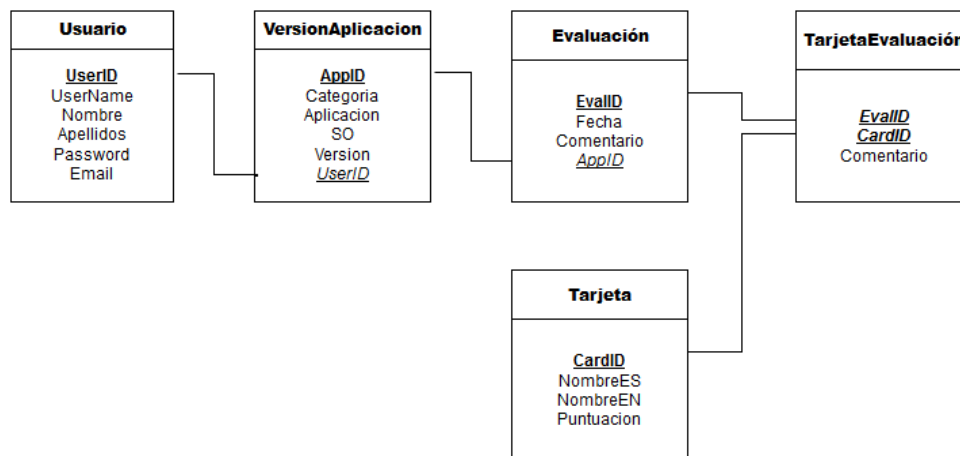 Usuario
UserID
UserName
Nombre
Apellidos
Password
Email
VersionAplicacion
AppID
Categoria
Aplicacion
SO
Version
UserID
Evaluación
EvalID
Fecha
Comentario
AppID
TarjetaEvaluación
EvalID
CardID
Comentario
Tarjeta
CardID
NombreES
NombreEN
Puntuacion